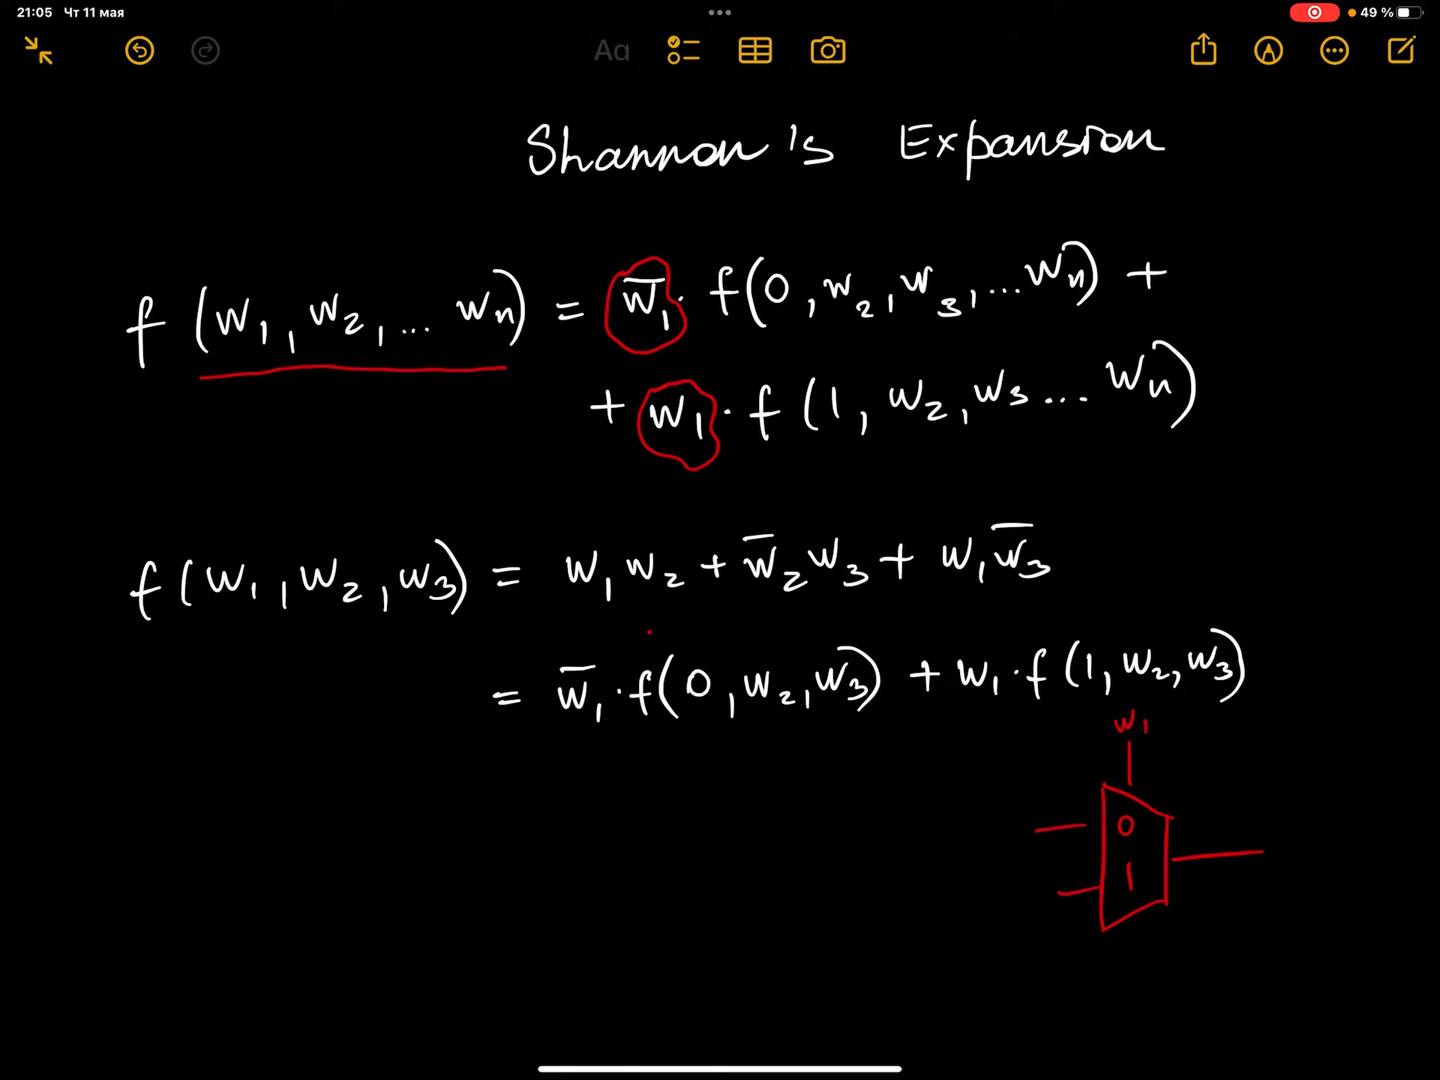 21:05 Чт 11 мая
49 %
Aa
Shannon's Expansion
f (w₁, w₂, ... wₙ) = w̅₁ · f(0, w₂, w₃, ... wₙ) +
+ w₁ · f (1, w₂, w₃ ... wₙ)
f(w₁, w₂, w₃) = w₁w₂ + w̅₂w₃ + w₁w̅₃
= w̅₁ · f(0, w₂, w₃) + w₁ · f(1, w₂, w₃)
w₁
0
1